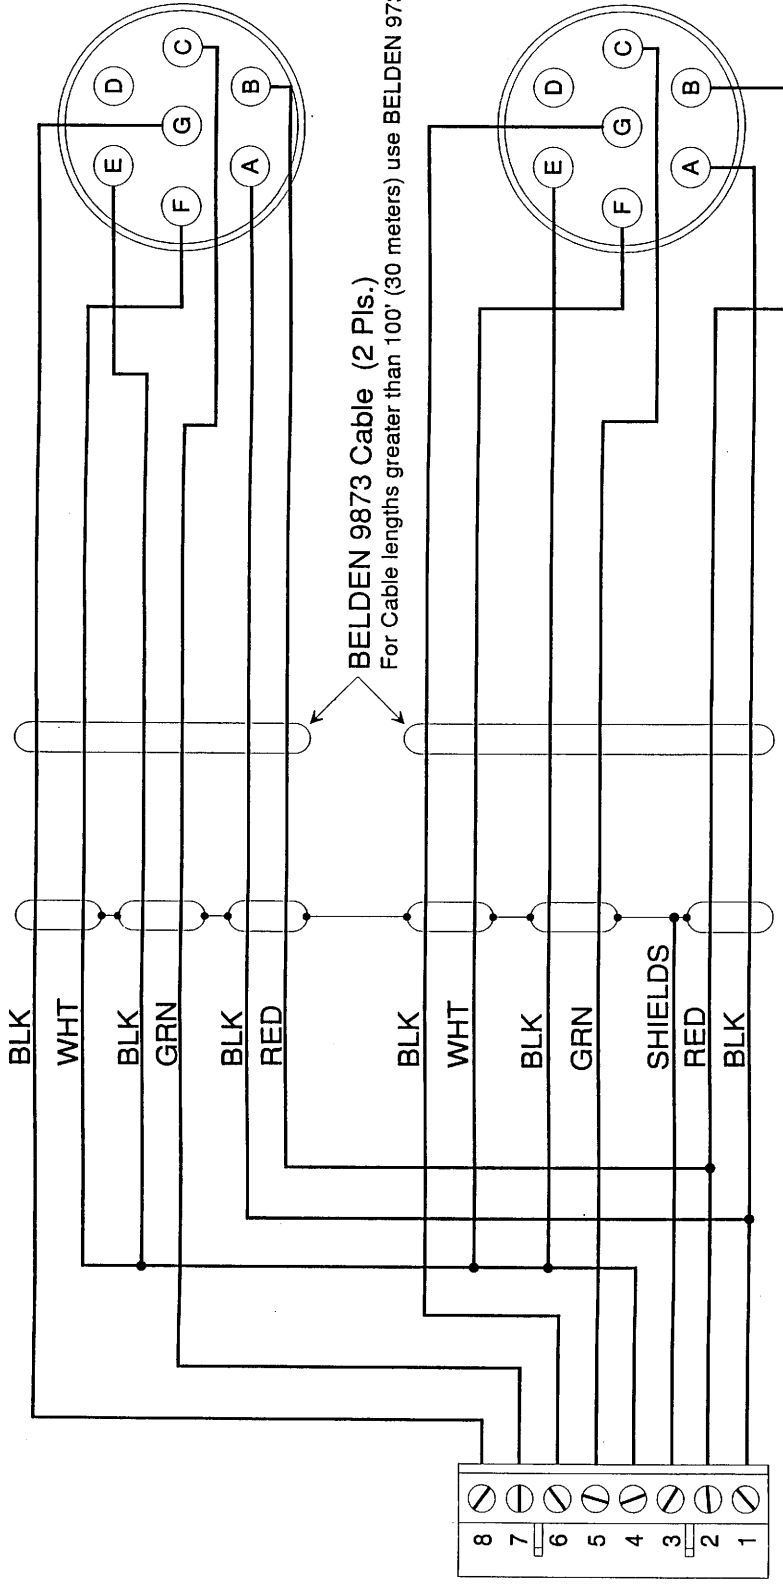 BLK
WHT
BLK
GRN
BLK
RED
BLK
WHT
BLK
GRN
SHIELDS
RED
BLK
8
7
6
5
4
3
2
1
BELDEN 9873 Cable (2 Pls.)
For Cable lengths greater than 100' (30 meters) use BELDEN
E
D
F
G
C
A
B
E
D
F
G
C
A
B